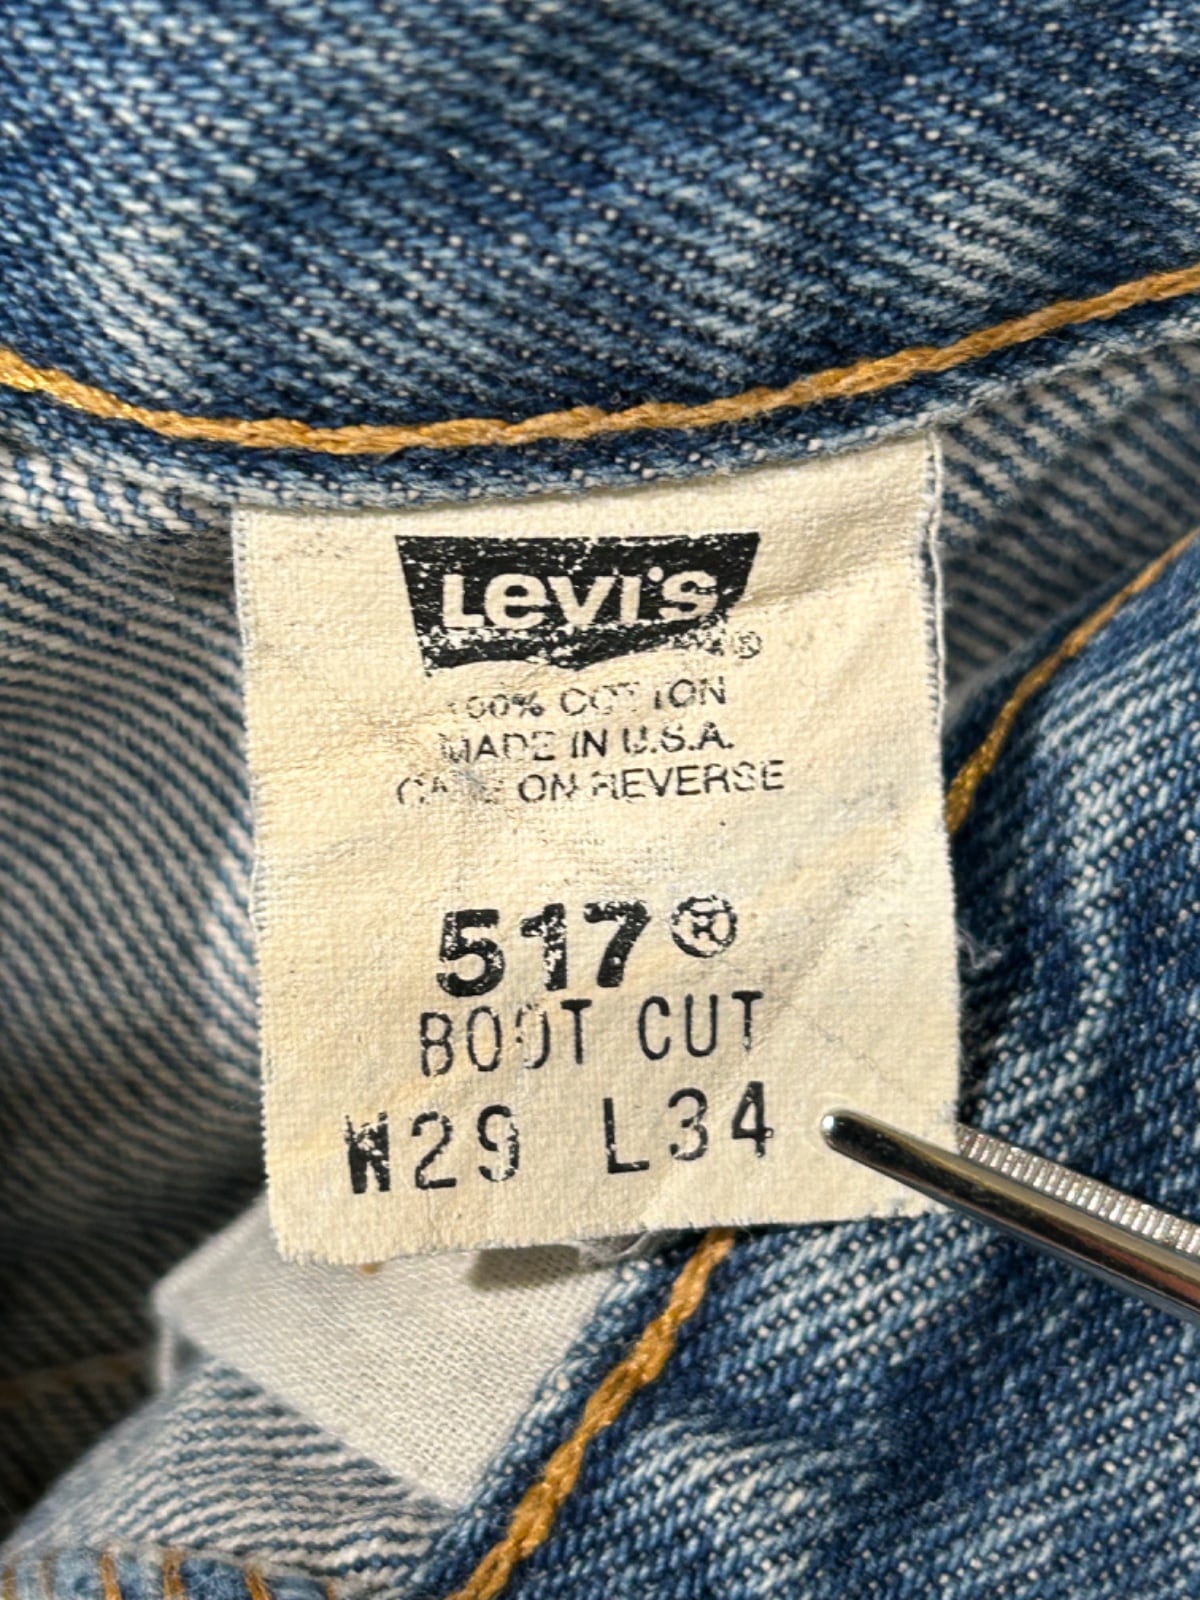 Levi's®
100% COTTON
MADE IN U.S.A.
CARE ON REVERSE
517®
BOOT CUT
W29 L34